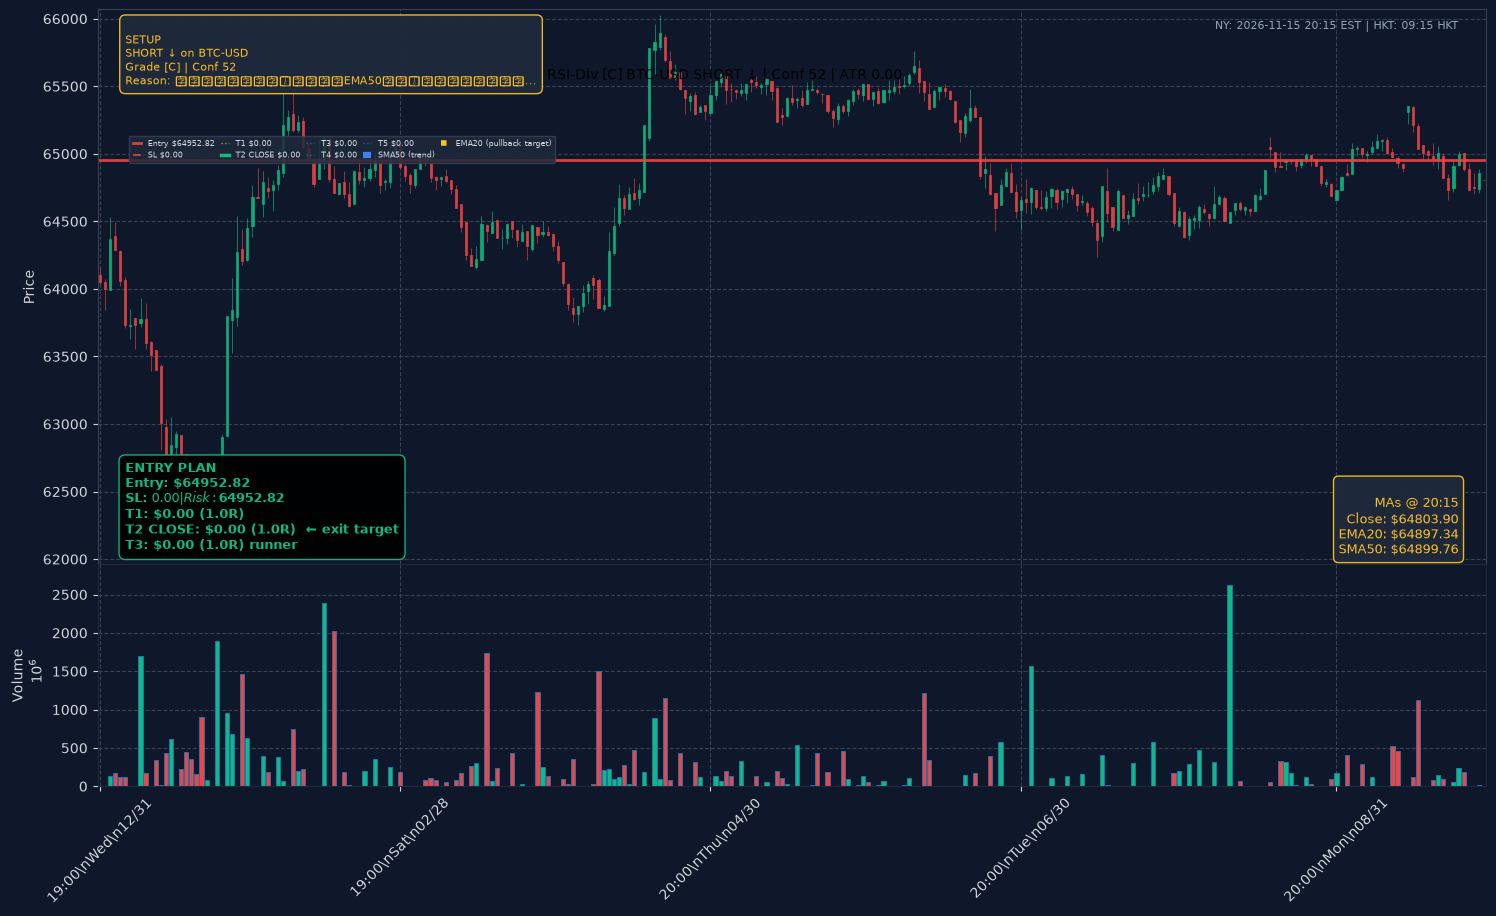 SETUP
SHORT ↓ on BTC-USD
Grade [C] | Conf 52
Reason: T EMA50 T ...
RSI-Div [C] BTC-USD SHORT ↓ | Conf 52 | ATR 0.00
NY: 2026-11-15 20:15 EST | HKT: 09:15 HKT
Entry $64952.82
SL $0.00
T1 $0.00
T2 CLOSE $0.00
T3 $0.00
T4 $0.00
T5 $0.00
SMA50 (trend)
EMA20 (pullback target)
Price
66000
65500
65000
64500
64000
63500
63000
62500
62000
ENTRY PLAN
Entry: $64952.82
SL: 0.00|Risk:64952.82
T1: $0.00 (1.0R)
T2 CLOSE: $0.00 (1.0R) ← exit target
T3: $0.00 (1.0R) runner
MAs @ 20:15
Close: $64803.90
EMA20: $64897.34
SMA50: $64899.76
Volume
10⁶
2500
2000
1500
1000
500
0
19:00\nWed\n12/31
19:00\nSat\n02/28
20:00\nThu\n04/30
20:00\nTue\n06/30
20:00\nMon\n08/31